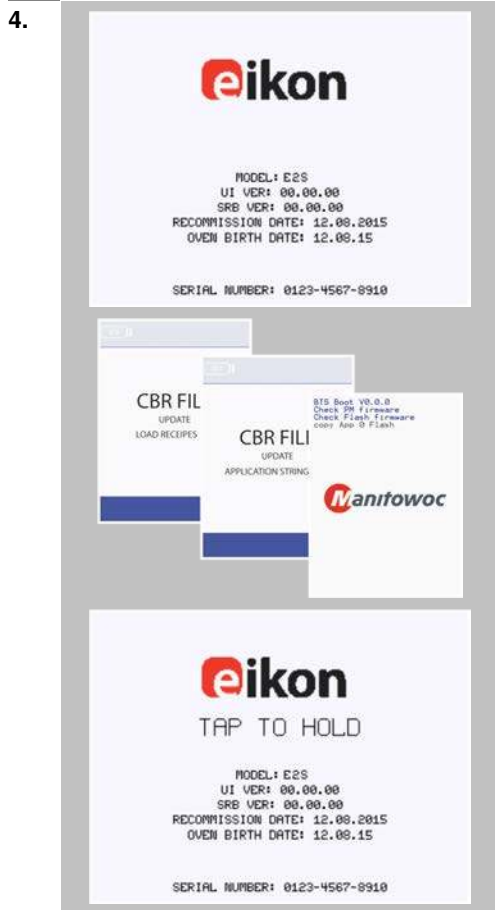 4.
eikon
MODEL: E2S
UI VER: 00.00.00
SRB VER: 00.00.00
RECOMMISSION DATE: 12.08.2015
OVEN BIRTH DATE: 12.08.15
SERIAL NUMBER: 0123-4567-8910
CBR FIL
UPDATE
LOAD RECEIPES
CBR FILI
UPDATE
APPLICATION STRING
BTS Boot V0.0.0
Check PM firmware
Check Flash firmware
copy App 0 Flash
Manitowoc
eikon
TAP TO HOLD
MODEL: E2S
UI VER: 00.00.00
SRB VER: 00.00.00
RECOMMISSION DATE: 12.08.2015
OVEN BIRTH DATE: 12.08.15
SERIAL NUMBER: 0123-4567-8910